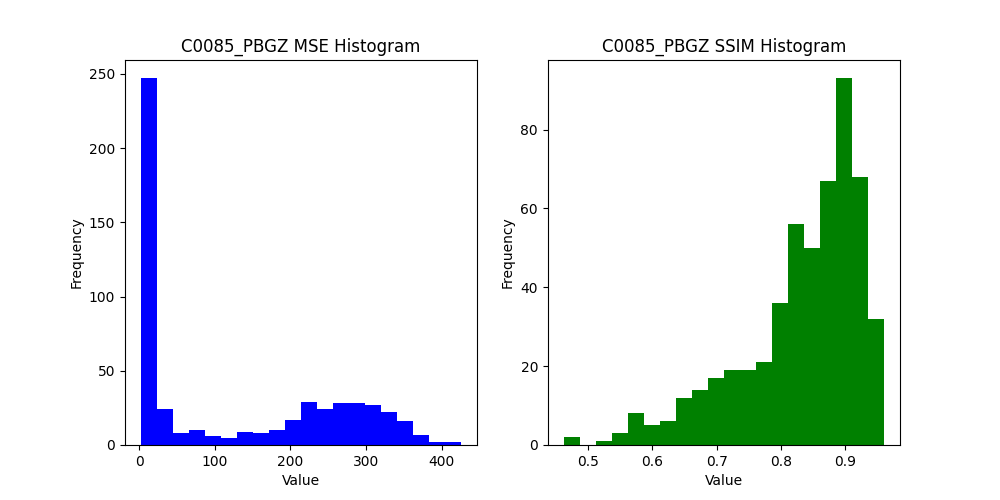 C0085_PBGZ MSE Histogram
250
200
150
100
50
0
Frequency
0 100 200 300 400
Value
C0085_PBGZ SSIM Histogram
80
60
40
20
0
Frequency
0.5 0.6 0.7 0.8 0.9
Value